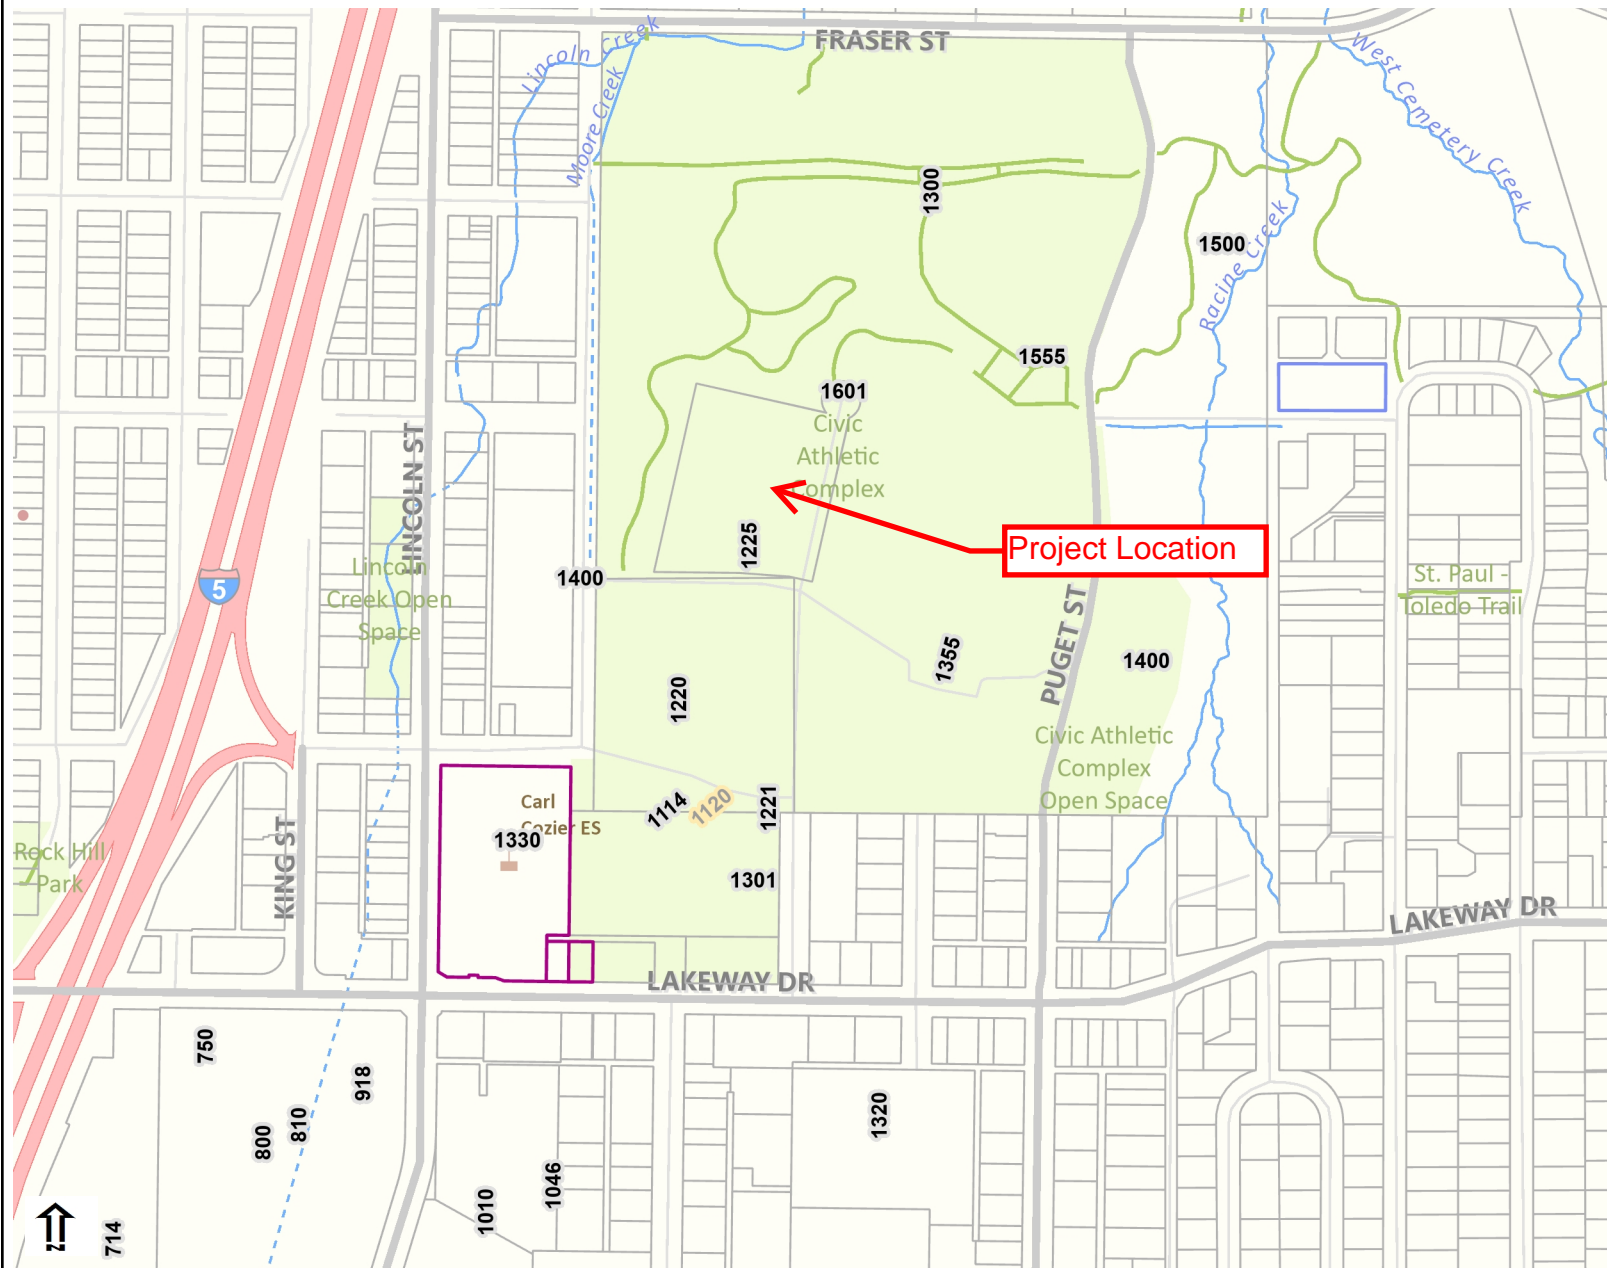 FRASER ST
Lincoln Creek
Moore Creek
West Cemetery Creek
1300
1500
Racine Creek
1555
1601
Civic
Athletic
Complex
LINCOLN ST
1225
Project Location
5
Lincoln
Creek Open
Space
1400
St. Paul -
Toledo Trail
PUGET ST
1355
1400
1220
Civic Athletic
Complex
Open Space
1114
1120
1221
Carl
Cozier ES
1330
KING ST
Rock Hill
Park
1301
LAKEWAY DR
LAKEWAY DR
750
918
810
800
1320
1046
1010
714
N